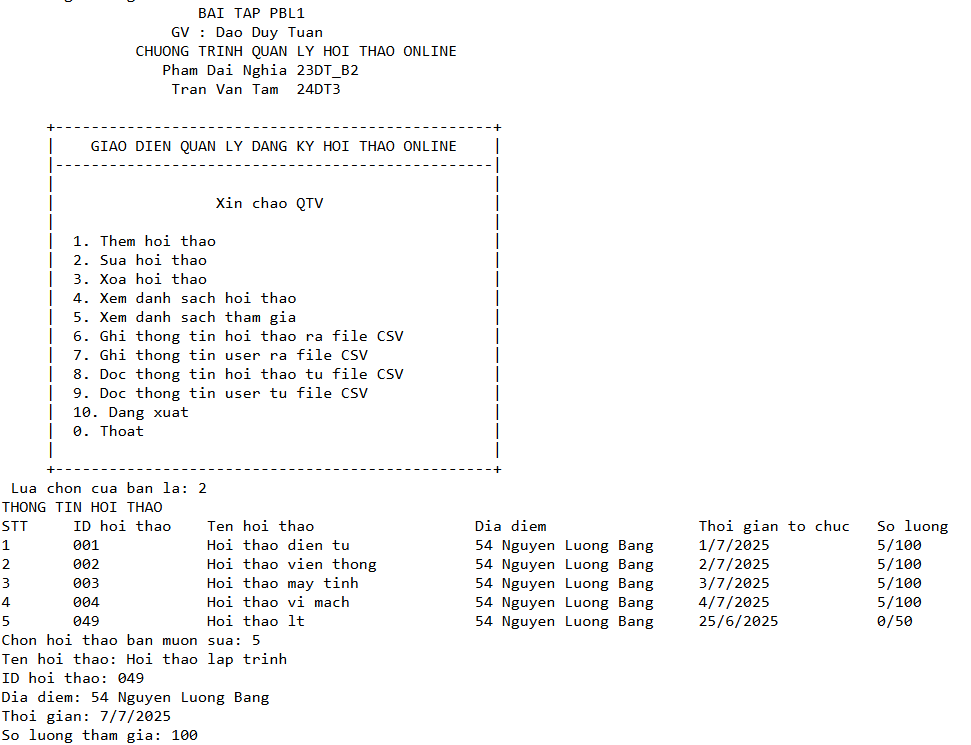 BAI TAP PBL1
GV : Dao Duy Tuan
CHUONG TRINH QUAN LY HOI THAO ONLINE
Pham Dai Nghia 23DT_B2
Tran Van Tam  24DT3
+-------------------------------------------------+
|    GIAO DIEN QUAN LY DANG KY HOI THAO ONLINE    |
|-------------------------------------------------|
Xin chao QTV
1. Them hoi thao
2. Sua hoi thao
3. Xoa hoi thao
4. Xem danh sach hoi thao
5. Xem danh sach tham gia
6. Ghi thong tin hoi thao ra file CSV
7. Ghi thong tin user ra file CSV
8. Doc thong tin hoi thao tu file CSV
9. Doc thong tin user tu file CSV
10. Dang xuat
0. Thoat
+-------------------------------------------------+
Lua chon cua ban la: 2
THONG TIN HOI THAO
STT     ID hoi thao    Ten hoi thao                  Dia diem                 Thoi gian to chuc   So luong
1       001            Hoi thao dien tu              54 Nguyen Luong Bang     1/7/2025            5/100
2       002            Hoi thao vien thong           54 Nguyen Luong Bang     2/7/2025            5/100
3       003            Hoi thao may tinh             54 Nguyen Luong Bang     3/7/2025            5/100
4       004            Hoi thao vi mach              54 Nguyen Luong Bang     4/7/2025            5/100
5       049            Hoi thao lt                   54 Nguyen Luong Bang     25/6/2025           0/50
Chon hoi thao ban muon sua: 5
Ten hoi thao: Hoi thao lap trinh
ID hoi thao: 049
Dia diem: 54 Nguyen Luong Bang
Thoi gian: 7/7/2025
So luong tham gia: 100